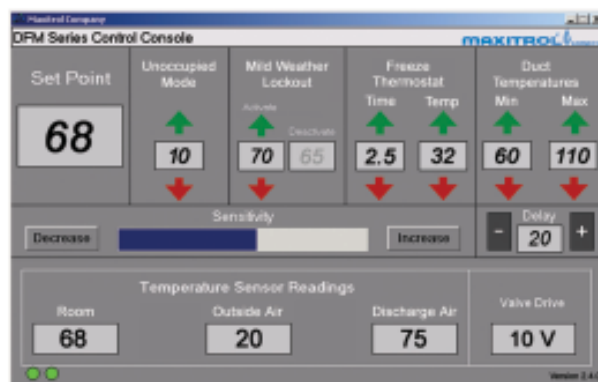 Maxitrol Company
DFM Series Control Console
MAXITROL
Set Point
68
Unoccupied
Mode
10
Mild Weather
Lockout
Activate
Deactivate
70
65
Freeze
Thermostat
Time
Temp
2.5
32
Duct
Temperatures
Min
Max
60
110
Sensitivity
Decrease
Increase
Delay
-
20
+
Temperature Sensor Readings
Room
Outside Air
Discharge Air
68
20
75
Valve Drive
10 V